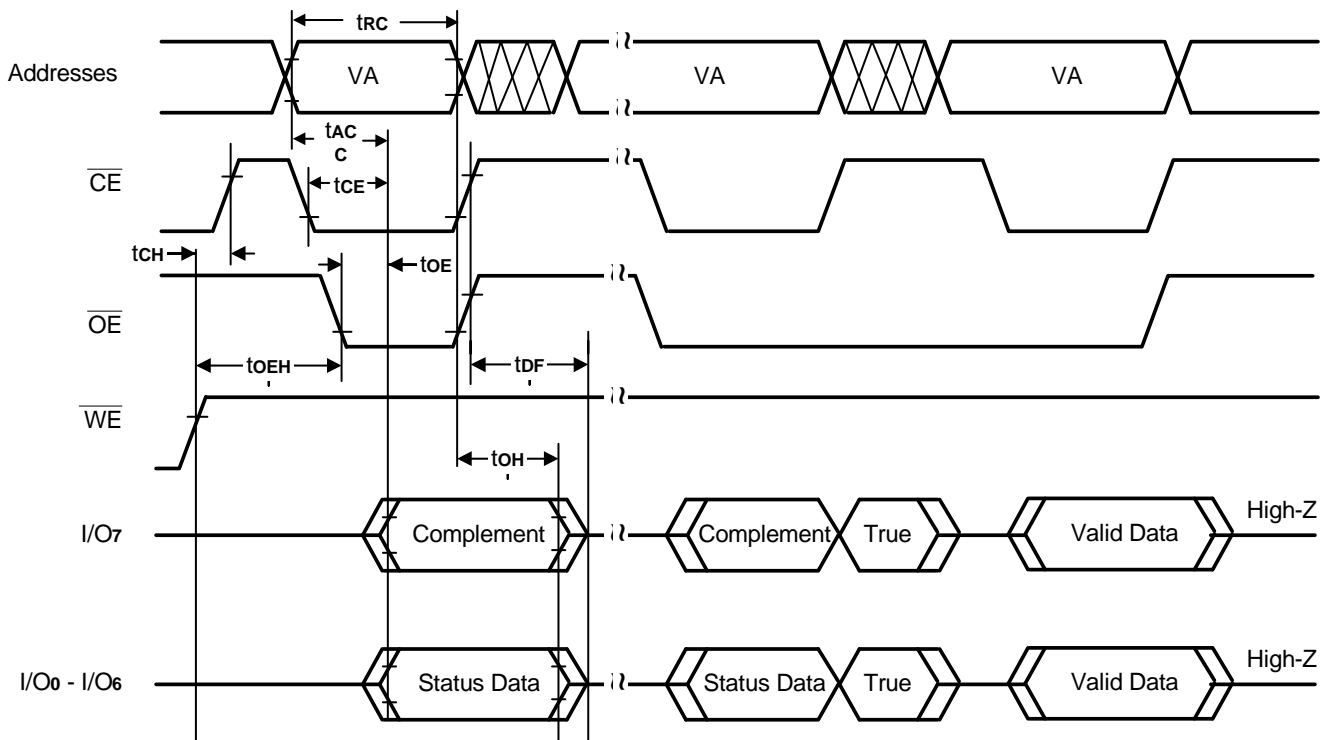 tRC
Addresses VA VA VA
tAC
C
CE
tCE
tCH
tOE
OE
tOEH
tDF
WE
tOH
I/O7 Complement Complement True Valid Data High-Z
I/O0 - I/O6 Status Data Status Data True Valid Data High-Z